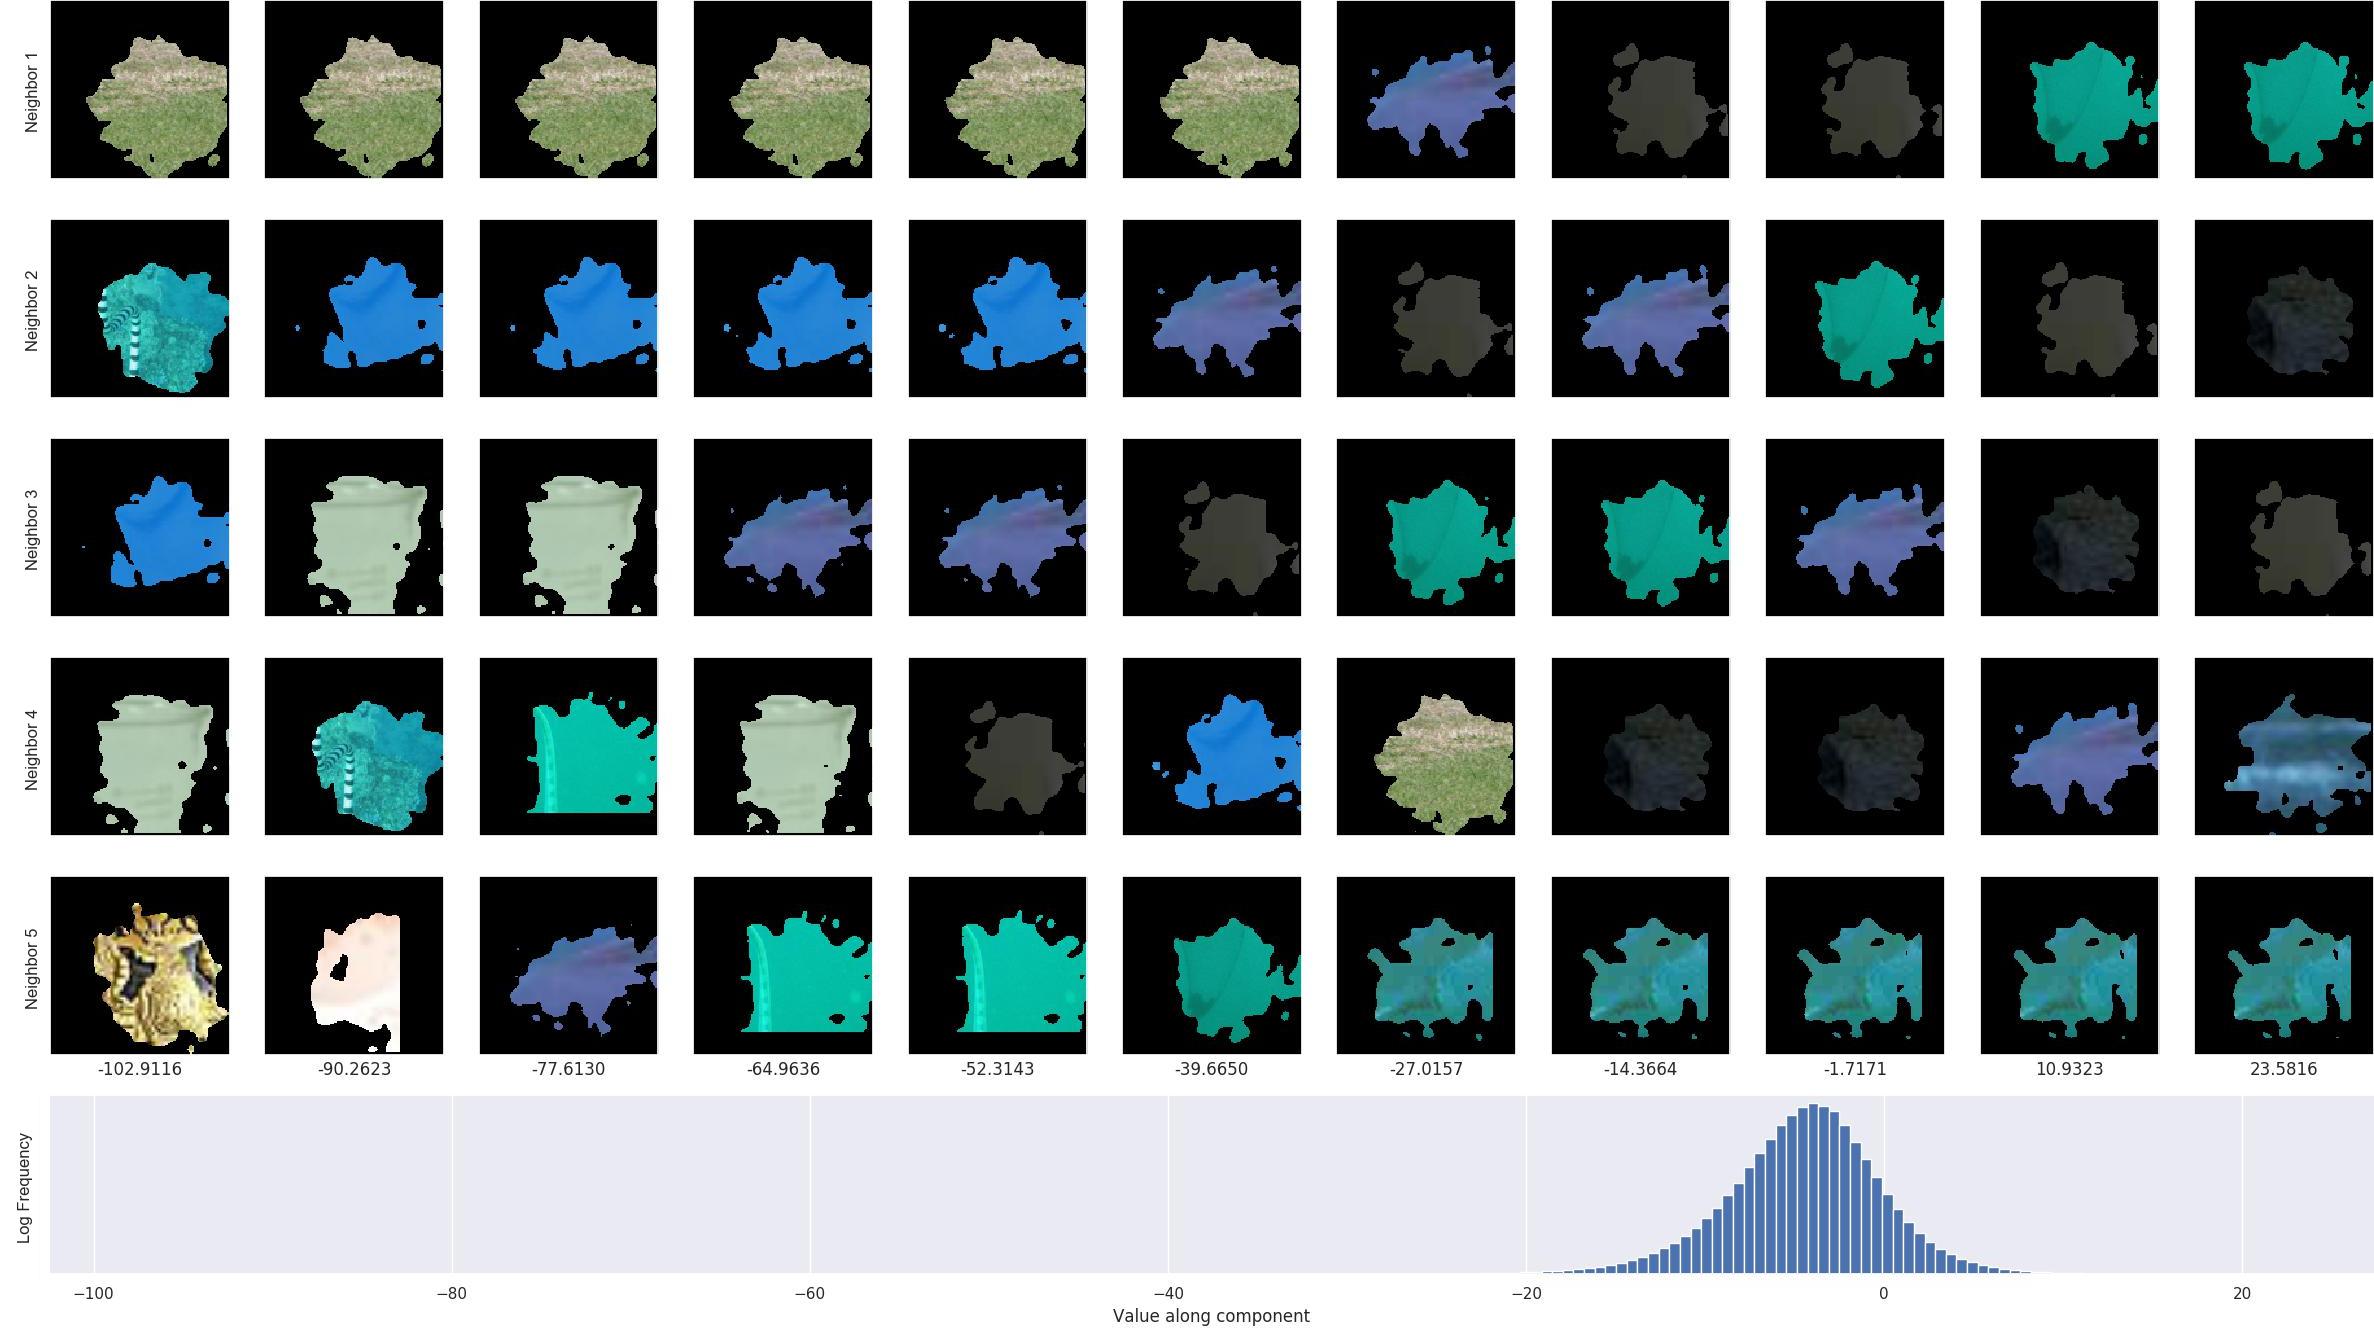 Neighbor 1
Neighbor 2
Neighbor 3
Neighbor 4
Neighbor 5
-102.9116 -90.2623 -77.6130 -64.9636 -52.3143 -39.6650 -27.0157 -14.3664 -1.7171 10.9323 23.5816
Log Frequency
−100 −80 −60 −40 −20 0 20
Value along component